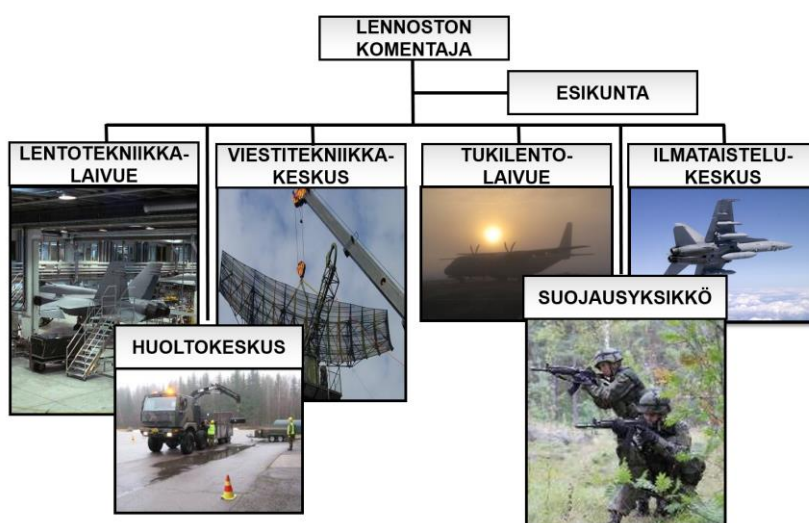 LENNOSTON
KOMENTAJA
ESIKUNTA
LENTOTEKNIIKKA-
LAIVUE
VIESTITEKNIIKKA-
KESKUS
TUKILENTO-
LAIVUE
ILMATAISTELU-
KESKUS
HUOLTOKESKUS
SUOJAUSYKSIKKÖ